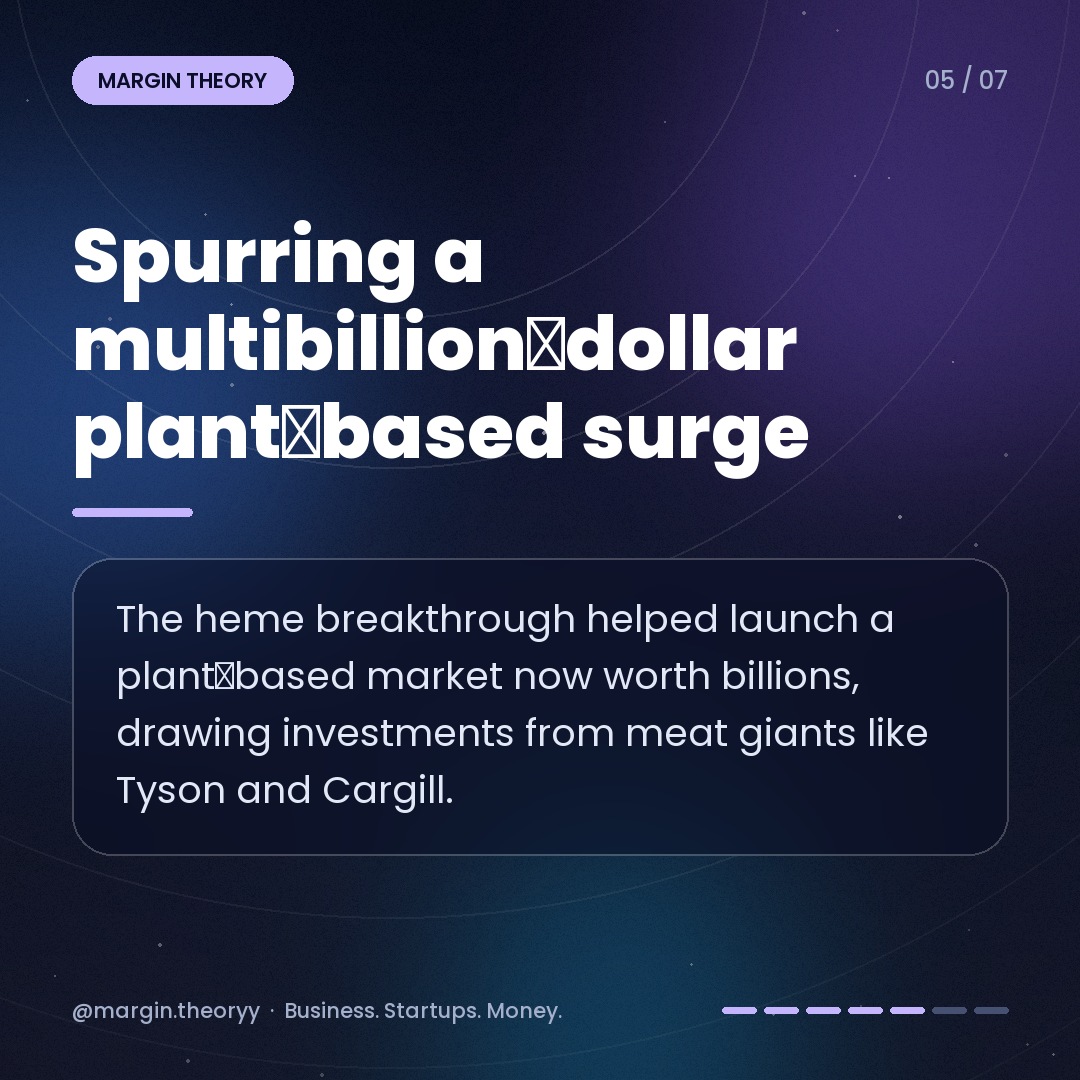 MARGIN THEORY
05 / 07
Spurring a
multibillion☒dollar
plant☒based surge
The heme breakthrough helped launch a
plant☒based market now worth billions,
drawing investments from meat giants like
Tyson and Cargill.
@margin.theoryy · Business. Startups. Money.